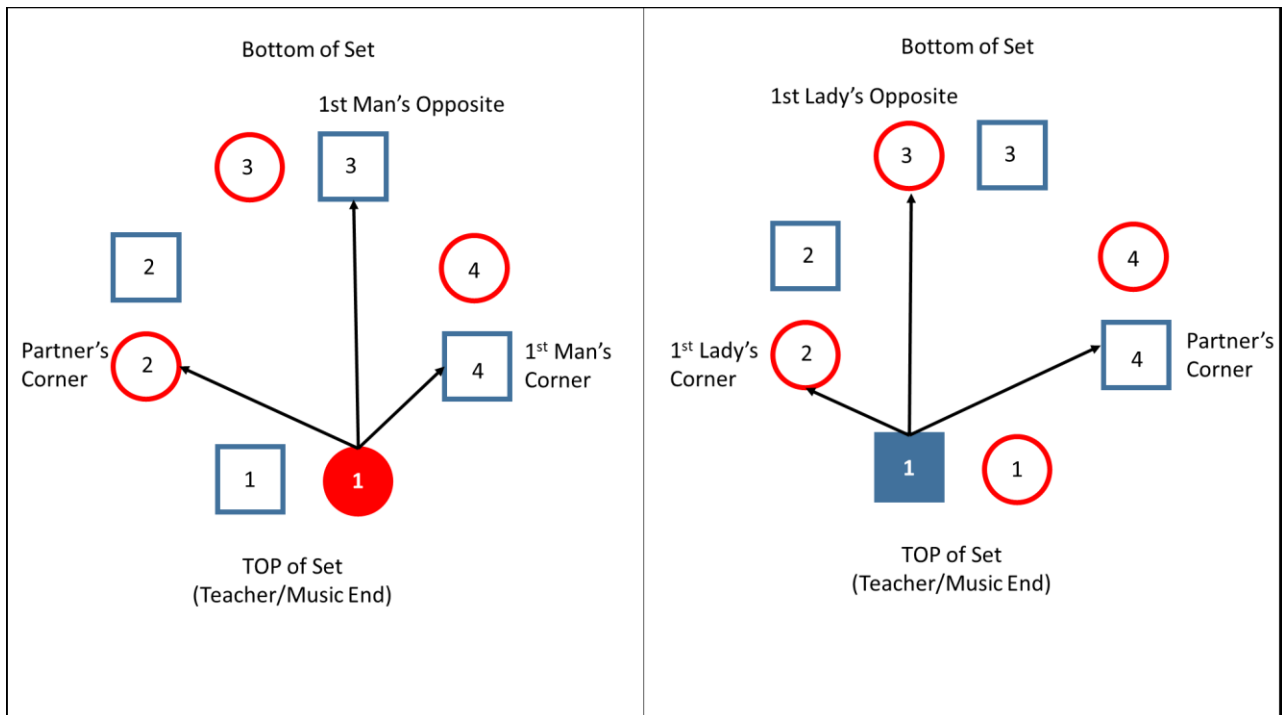 Bottom of Set
1st Man's Opposite
3
3
2
4
Partner's
Corner
2
4
1st Man's
Corner
1
1
TOP of Set
(Teacher/Music End)
Bottom of Set
1st Lady's Opposite
3
3
2
4
1st Lady's
Corner
2
4
Partner's
Corner
1
1
TOP of Set
(Teacher/Music End)